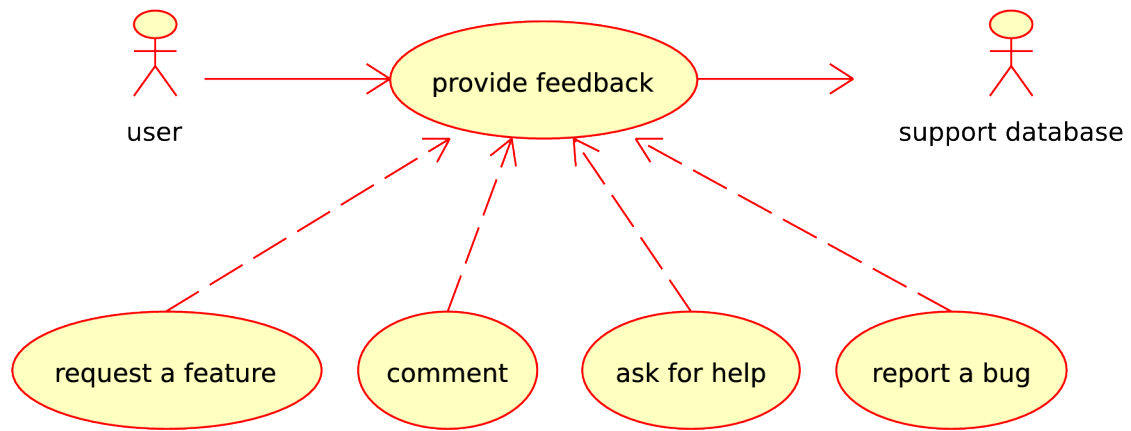 provide feedback
user
support database
request a feature
comment
ask for help
report a bug